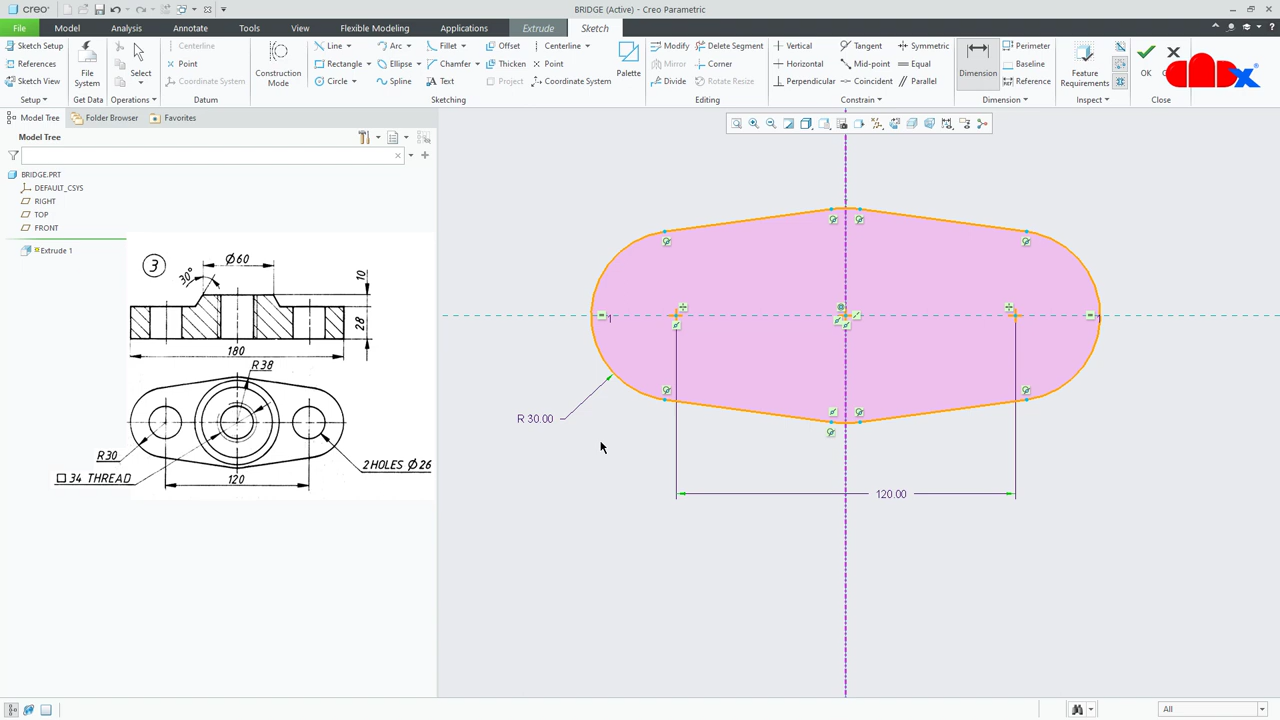 creo®
BRIDGE (Active) - Creo Parametric
File Model Analysis Annotate Tools View Flexible Modeling Applications Extrude Sketch
Sketch Setup
References
Sketch View
Setup
File System
Get Data
Select
Operations
Centerline
Point
Coordinate System
Datum
Construction Mode
Line Arc Fillet Offset Centerline
Rectangle Ellipse Chamfer Thicken Point
Circle Spline Text Project Coordinate System
Palette
Sketching
Modify Delete Segment
Mirror Corner
Divide Rotate Resize
Editing
Vertical Tangent Symmetric
Horizontal Mid-point Equal
Perpendicular Coincident Parallel
Constrain
Dimension
Perimeter
Baseline
Reference
Dimension
Feature Requirements
Inspect
OK
Close
Model Tree Folder Browser Favorites
Model Tree
BRIDGE.PRT
DEFAULT_CSYS
RIGHT
TOP
FRONT
Extrude 1
3
30°
Ø60
10
28
180
R38
R30
34 THREAD
120
2HOLES Ø26
R 30.00
120.00
All